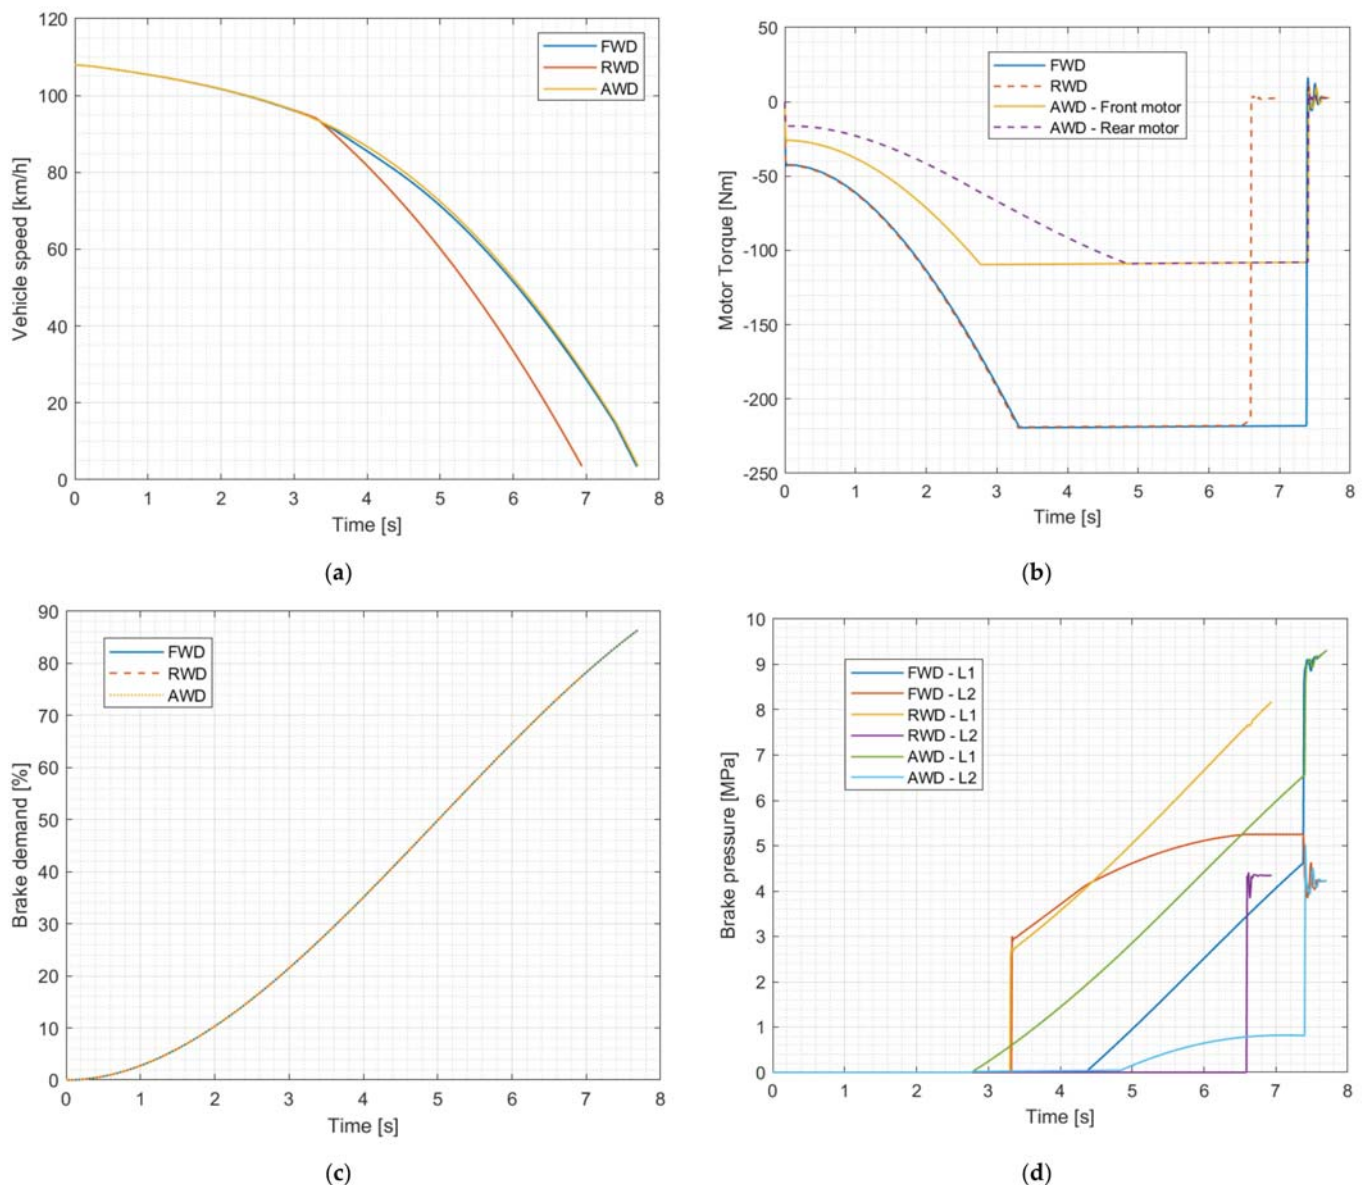 120
100
80
60
40
20
0
Vehicle speed [km/h]
FWD
RWD
AWD
0 1 2 3 4 5 6 7 8
Time [s]
(a)
50
0
-50
-100
-150
-200
-250
Motor Torque [Nm]
FWD
RWD
AWD - Front motor
AWD - Rear motor
0 1 2 3 4 5 6 7 8
Time [s]
(b)
90
80
70
60
50
40
30
20
10
0
Brake demand [%]
FWD
RWD
AWD
0 1 2 3 4 5 6 7 8
Time [s]
(c)
10
9
8
7
6
5
4
3
2
1
0
Brake pressure [MPa]
FWD - L1
FWD - L2
RWD - L1
RWD - L2
AWD - L1
AWD - L2
0 1 2 3 4 5 6 7 8
Time [s]
(d)